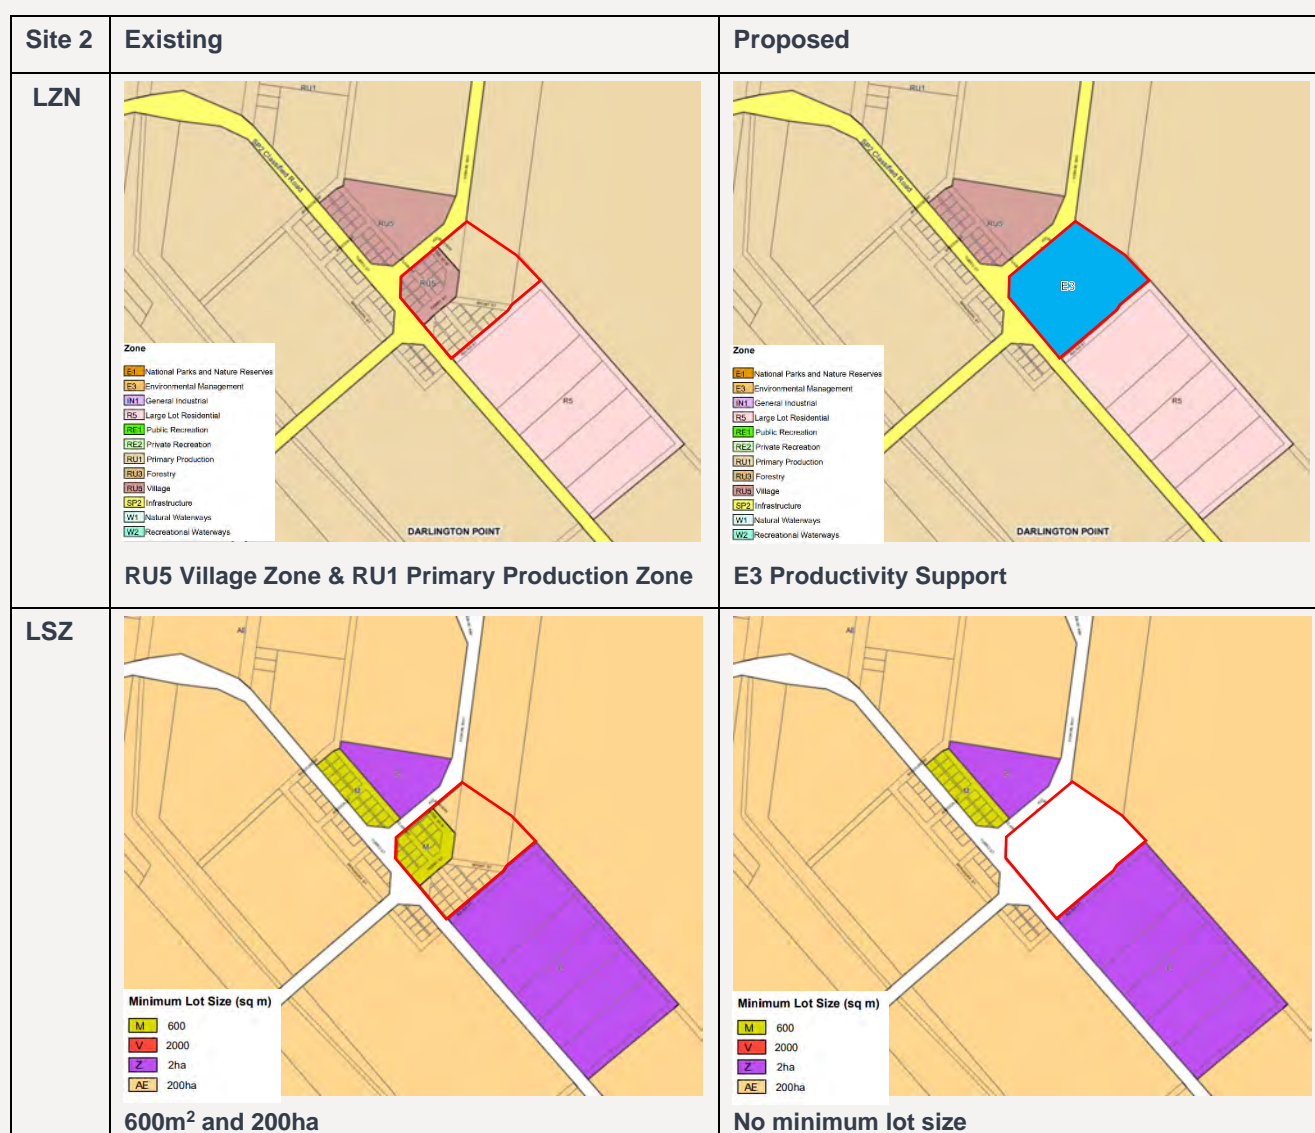 Site 2
Existing
Proposed
LZN
RU1
SP2 Classified Road
RU5
RU5
R5
Zone
E1 National Parks and Nature Reserves
E3 Environmental Management
IN1 General Industrial
R5 Large Lot Residential
RE1 Public Recreation
RE2 Private Recreation
RU1 Primary Production
RU3 Forestry
RU5 Village
SP2 Infrastructure
W1 Natural Waterways
W2 Recreational Waterways
DARLINGTON POINT
RU5 Village Zone & RU1 Primary Production Zone
RU1
SP2 Classified Road
RU5
E3
R5
Zone
E1 National Parks and Nature Reserves
E3 Environmental Management
IN1 General Industrial
R5 Large Lot Residential
RE1 Public Recreation
RE2 Private Recreation
RU1 Primary Production
RU3 Forestry
RU5 Village
SP2 Infrastructure
W1 Natural Waterways
W2 Recreational Waterways
DARLINGTON POINT
E3 Productivity Support
LSZ
AE
M
Z
M
Z
Minimum Lot Size (sq m)
M 600
V 2000
Z 2ha
AE 200ha
600m² and 200ha
AE
M
Z
Z
Minimum Lot Size (sq m)
M 600
V 2000
Z 2ha
AE 200ha
No minimum lot size